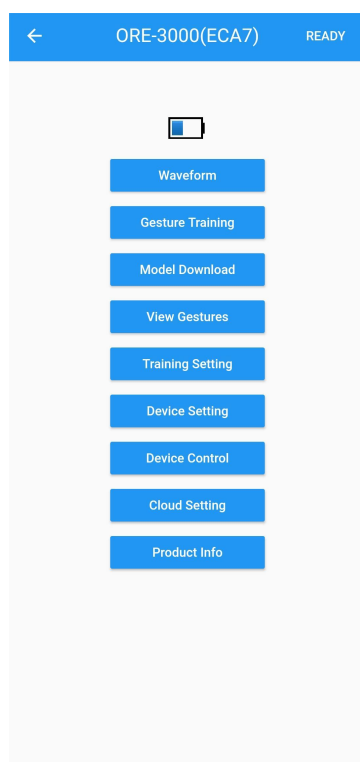 ORE-3000(ECA7) READY
Waveform
Gesture Training
Model Download
View Gestures
Training Setting
Device Setting
Device Control
Cloud Setting
Product Info